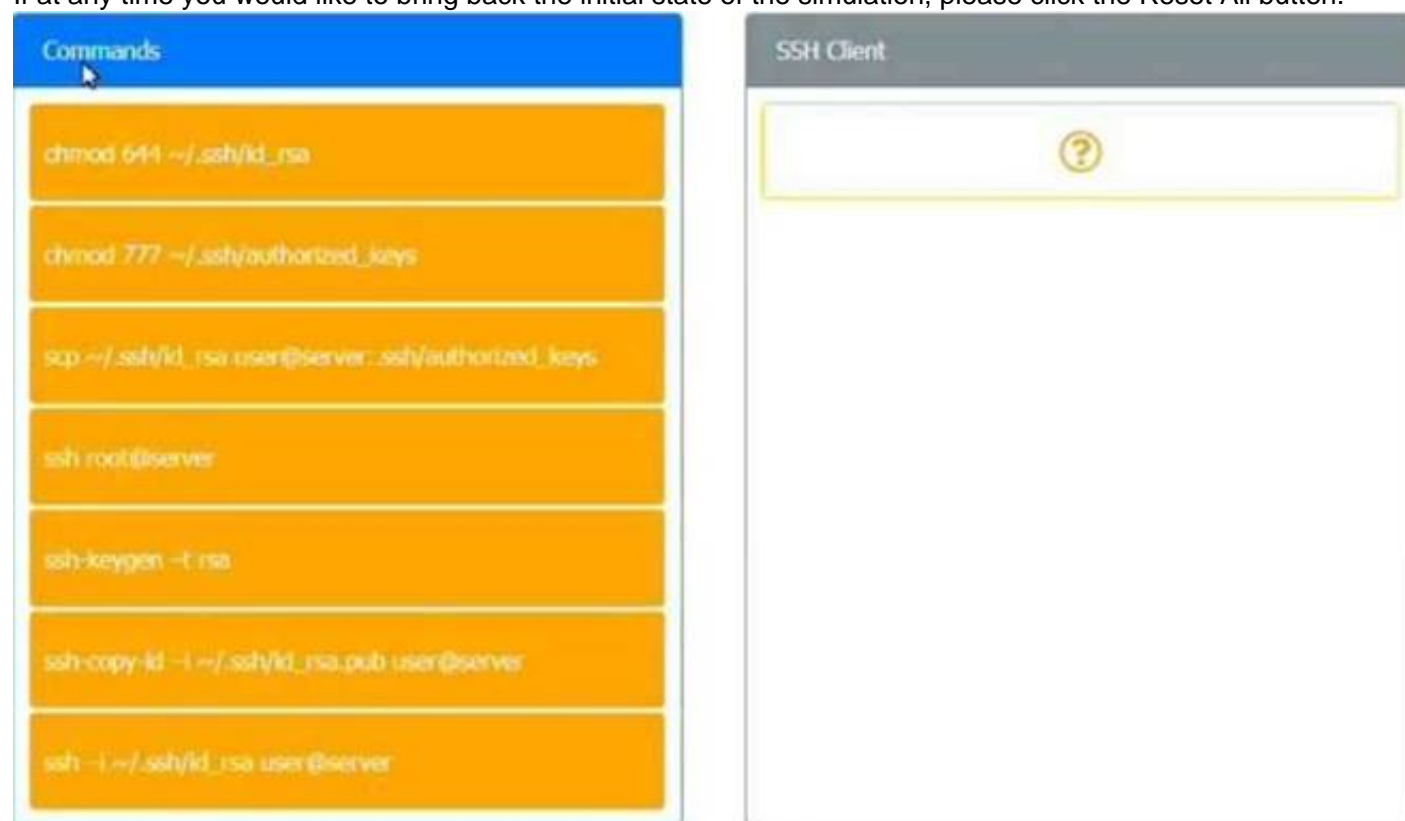 If at any time you would like to bring back the initial state of the simulation, please click the Reset All button.
Commands
chmod 644 ~/.ssh/id_rsa
chmod 777 ~/.ssh/authorized_keys
scp ~/.ssh/id_rsa user@server: .ssh/authorized_keys
ssh root@server
ssh-keygen -t rsa
ssh-copy-id -i ~/.ssh/id_rsa.pub user@server
ssh -i ~/.ssh/id_rsa user@server
SSH Client
?